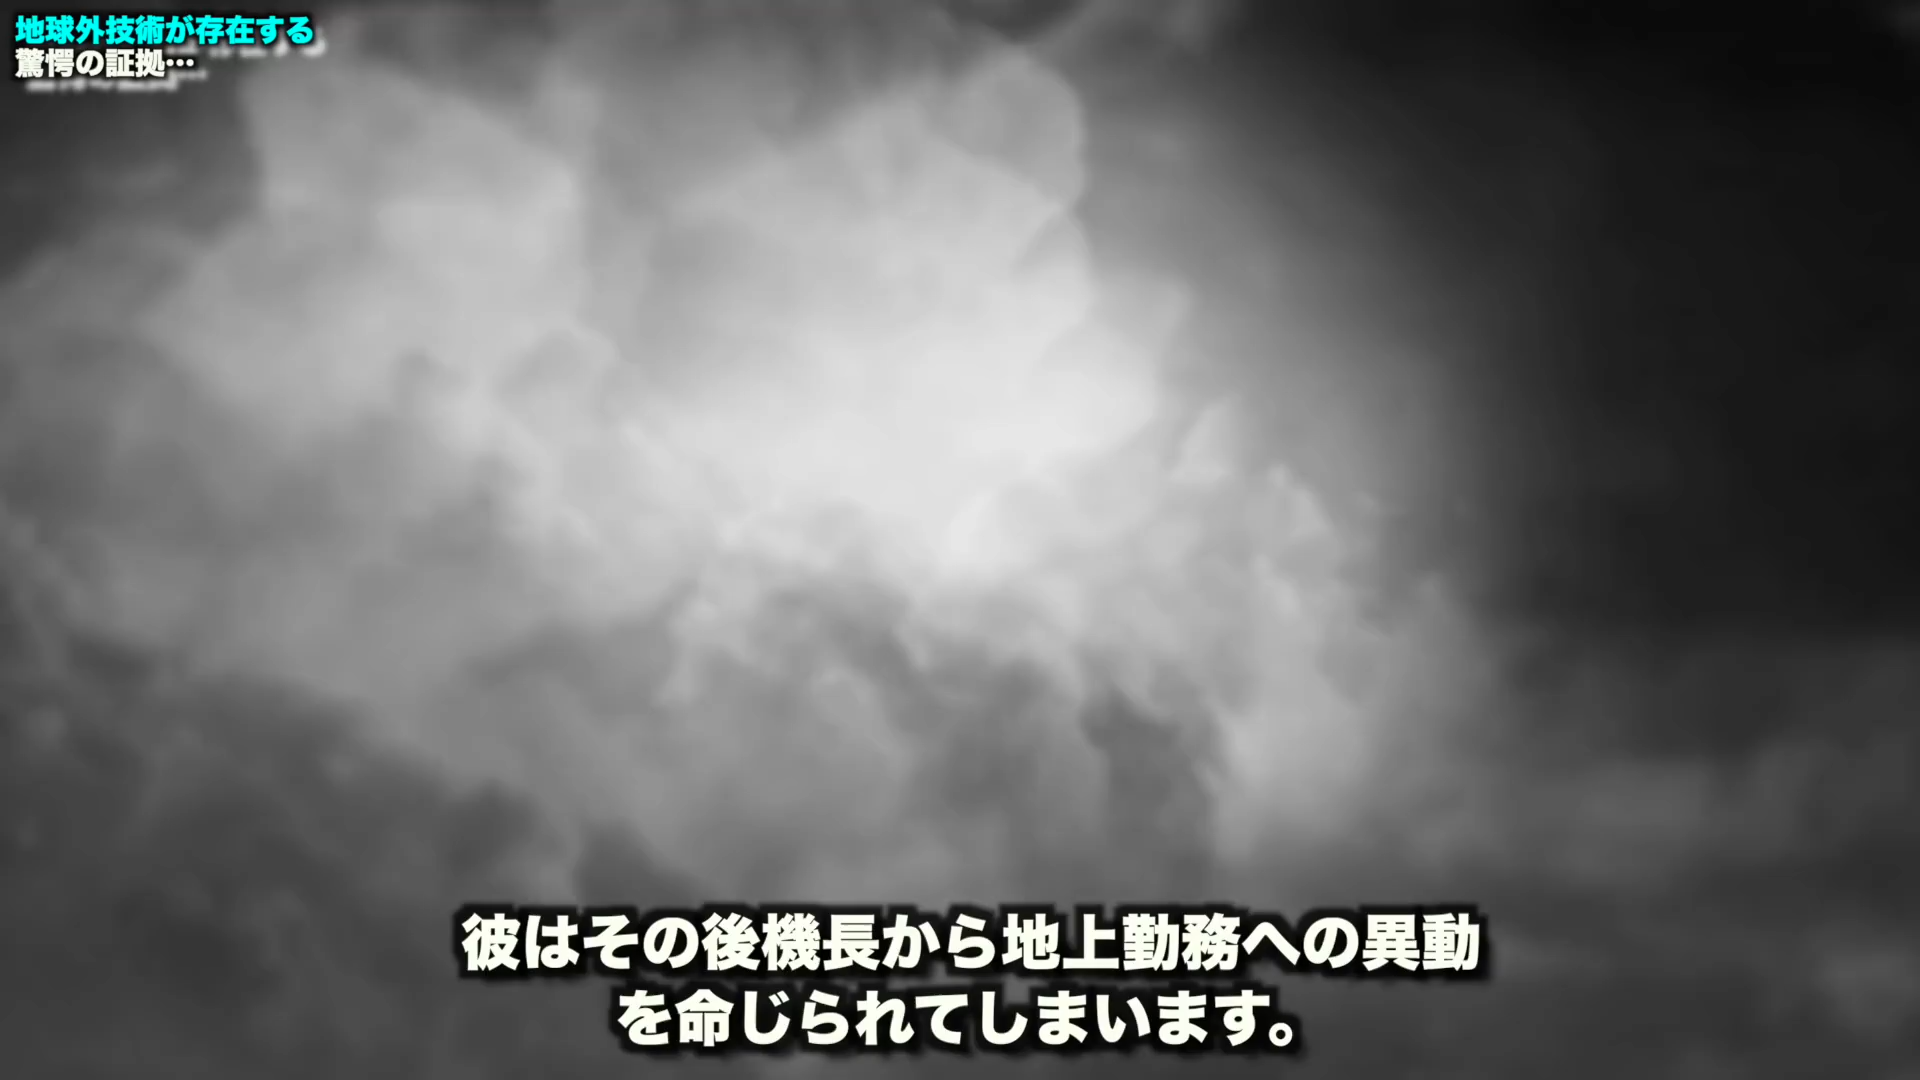 地球外技術が存在する
驚愕の証拠…
彼はその後機長から地上勤務への異動
を命じられてしまいます。